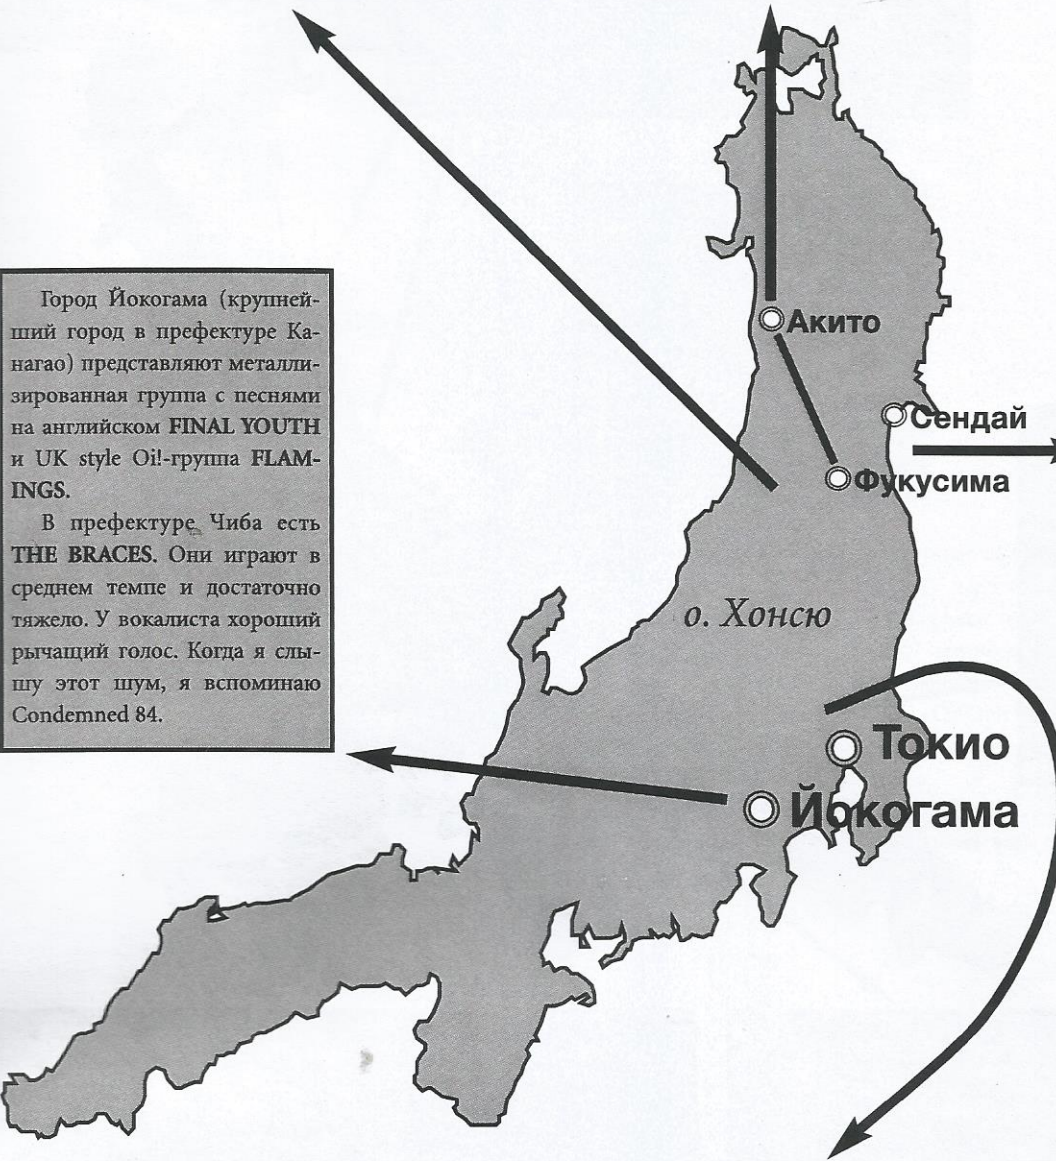 Город Йокогама (крупней-
ший город в префектуре Ка-
нагао) представляют металли-
зированная группа с песнями
на английском FINAL YOUTH
и UK style Oi!-группа FLAM-
INGS.
В префектуре Чиба есть
THE BRACES. Они играют в
среднем темпе и достаточно
тяжело. У вокалиста хороший
рычащий голос. Когда я слы-
шу этот шум, я вспоминаю
Condemned 84.
Акито
Сендай
Фукусима
о. Хонсю
Токио
Йокогама